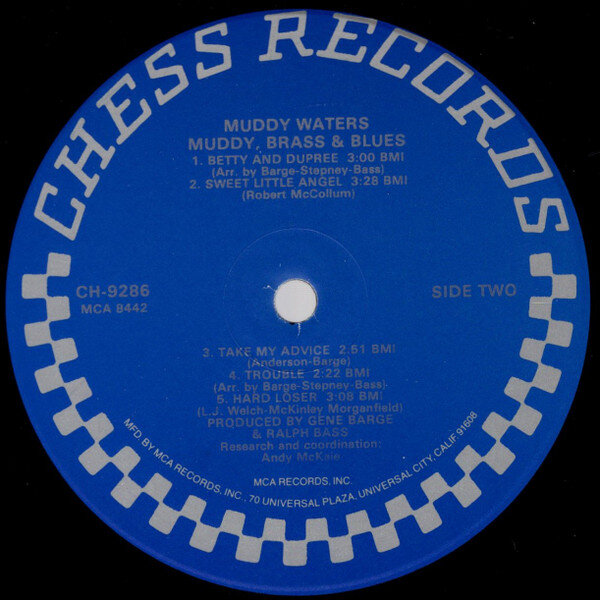 CHESS RECORDS
MUDDY WATERS
MUDDY, BRASS & BLUES
1. BETTY AND DUPREE 3:00 BMI
(Arr. by Barge-Stepney-Bass)
2. SWEET LITTLE ANGEL 3:28 BMI
(Robert McCollum)
CH-9286
MCA 8442
SIDE TWO
3. TAKE MY ADVICE 2.51 BMI
(Anderson-Barge)
4. TROUBLE 2:22 BMI
(Arr. by Barge-Stepney-Bass)
5. HARD LOSER 3:08 BMI
(L.J. Welch-McKinley Morganfield)
PRODUCED BY GENE BARGE
& RALPH BASS
Research and coordination:
Andy McKaie
MCA RECORDS, INC.
MFD BY MCA RECORDS, INC., 70 UNIVERSAL PLAZA, UNIVERSAL CITY, CALIF. 91608